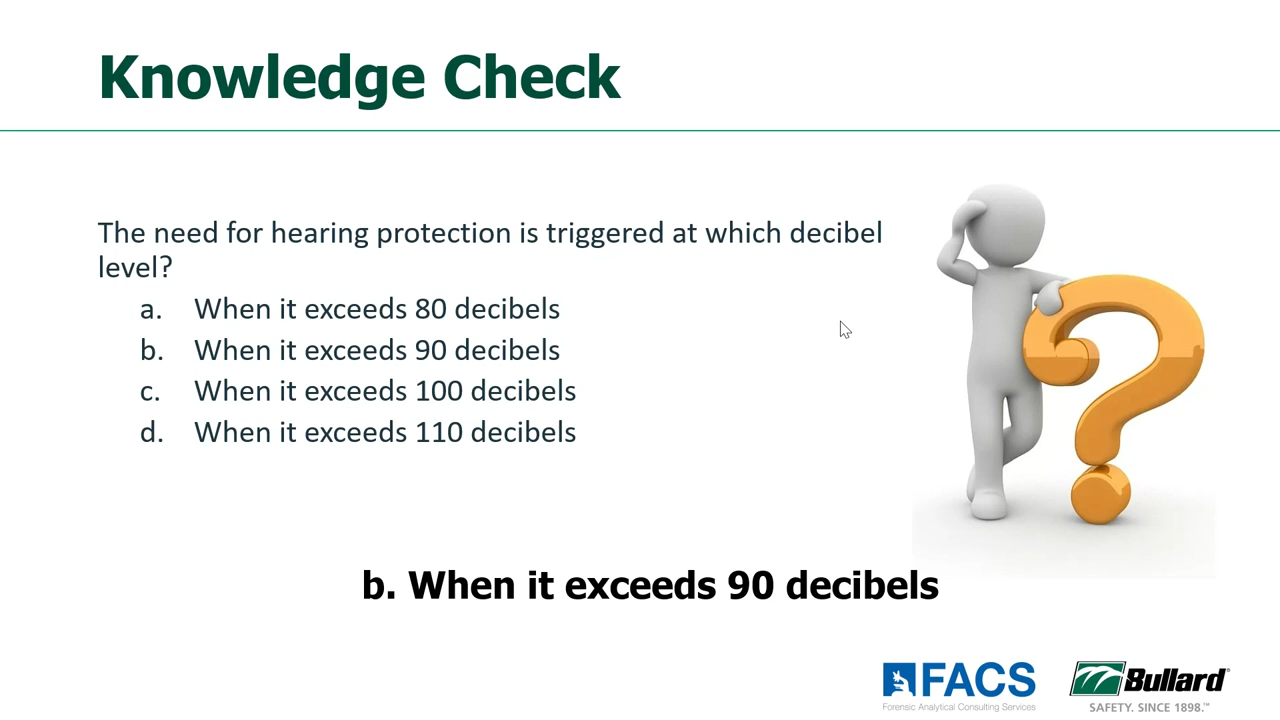 Knowledge Check
The need for hearing protection is triggered at which decibel
level?
a. When it exceeds 80 decibels
b. When it exceeds 90 decibels
c. When it exceeds 100 decibels
d. When it exceeds 110 decibels
b. When it exceeds 90 decibels
FACS
Forensic Analytical Consulting Services
Bullard®
SAFETY. SINCE 1898.™